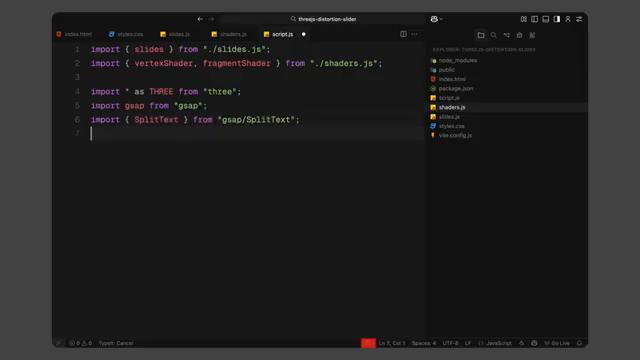 threejs-distortion-slider
index.html
styles.css
slides.js
shaders.js
script.js
1 import { slides } from "./slides.js";
2 import { vertexShader, fragmentShader } from "./shaders.js";
3
4 import * as THREE from "three";
5 import gsap from "gsap";
6 import { SplitText } from "gsap/SplitText";
7
EXPLORER: THREEJS-DISTORTION-SLIDER
node_modules
public
index.html
package.json
script.js
shaders.js
slides.js
styles.css
vite.config.js
0 0 TypeIt: Cancel Ln 7, Col 1 Spaces: 4 UTF-8 LF {} JavaScript Go Live